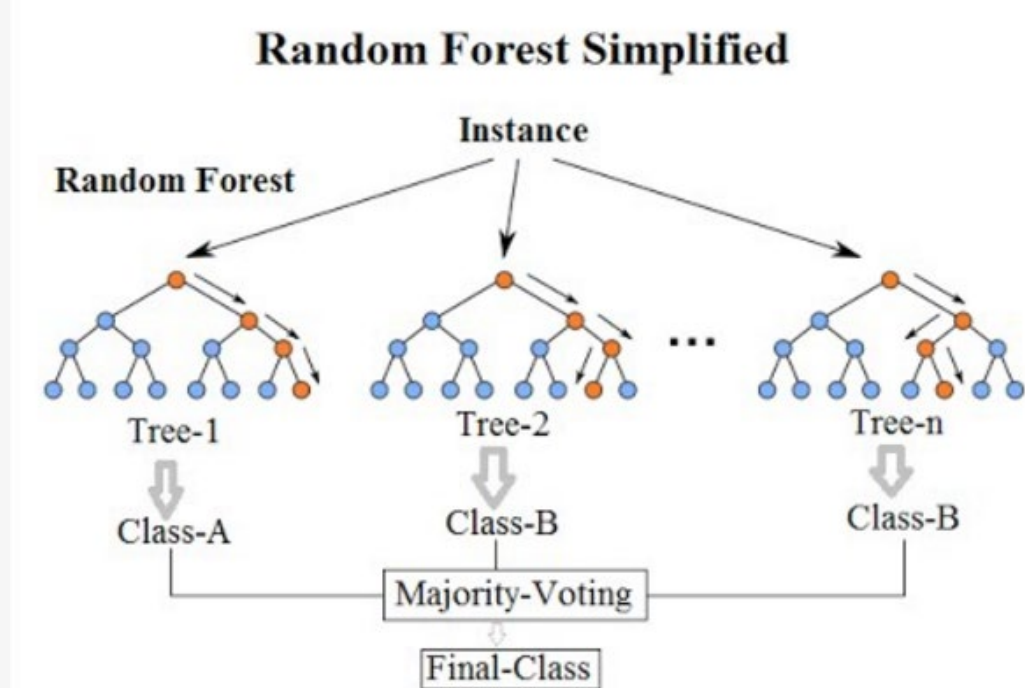 Random Forest Simplified
Instance
Random Forest
...
Tree-1
Tree-2
Tree-n
Class-A
Class-B
Class-B
Majority-Voting
Final-Class